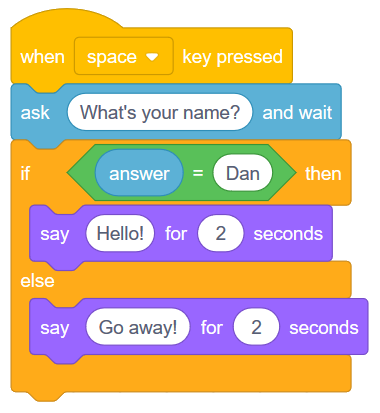 when space key pressed
ask What's your name? and wait
if answer = Dan then
say Hello! for 2 seconds
else
say Go away! for 2 seconds